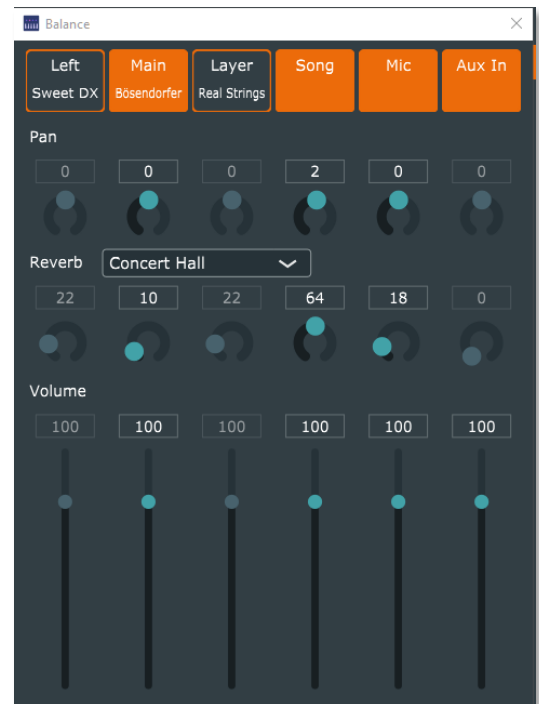 Balance
Left Main Layer Song Mic Aux In
Sweet DX Bösendorfer Real Strings
Pan
0 0 0 2 0 0
Reverb Concert Hall
22 10 22 64 18 0
Volume
100 100 100 100 100 100